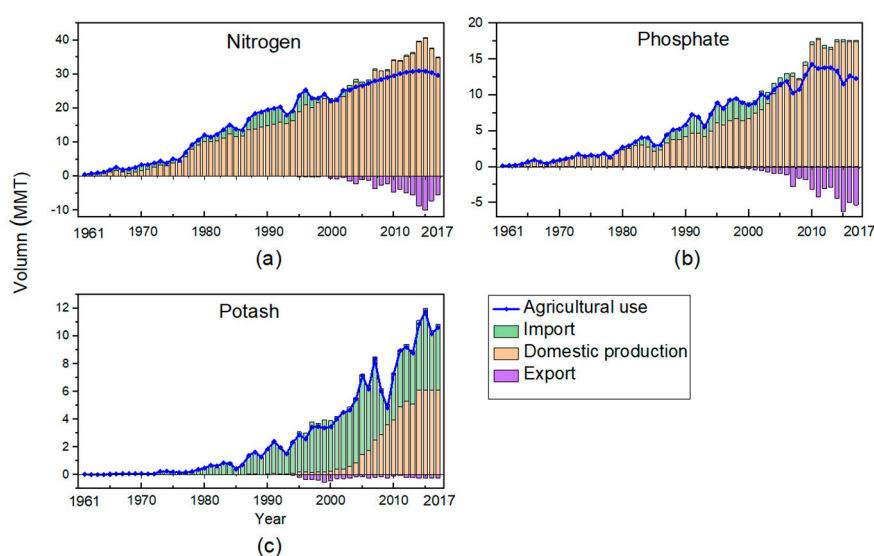 Nitrogen
40
30
20
10
0
-10
1961 1970 1980 1990 2000 2010 2017
(a)
Phosphate
25
20
15
10
5
0
-5
1961 1970 1980 1990 2000 2010 2017
(b)
Volumn (MMT)
Potash
12
10
8
6
4
2
0
-2
1961 1970 1980 1990 2000 2010 2017
Year
(c)
Agricultural use
Import
Domestic production
Export